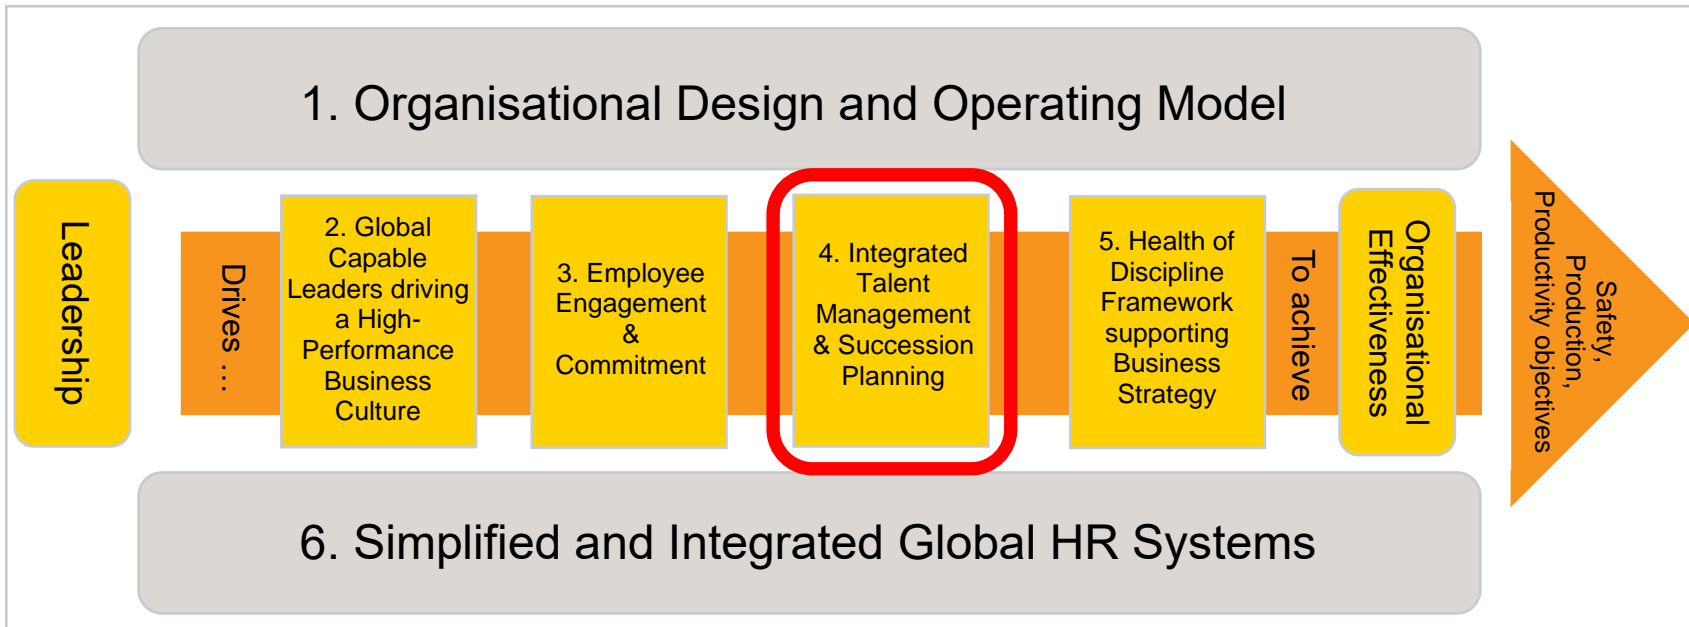 1. Organisational Design and Operating Model
Leadership
Drives ...
2. Global
Capable
Leaders driving
a High-
Performance
Business
Culture
3. Employee
Engagement
&
Commitment
4. Integrated
Talent
Management
& Succession
Planning
5. Health of
Discipline
Framework
supporting
Business
Strategy
To achieve
Organisational
Effectiveness
Safety,
Production,
Productivity objectives
6. Simplified and Integrated Global HR Systems